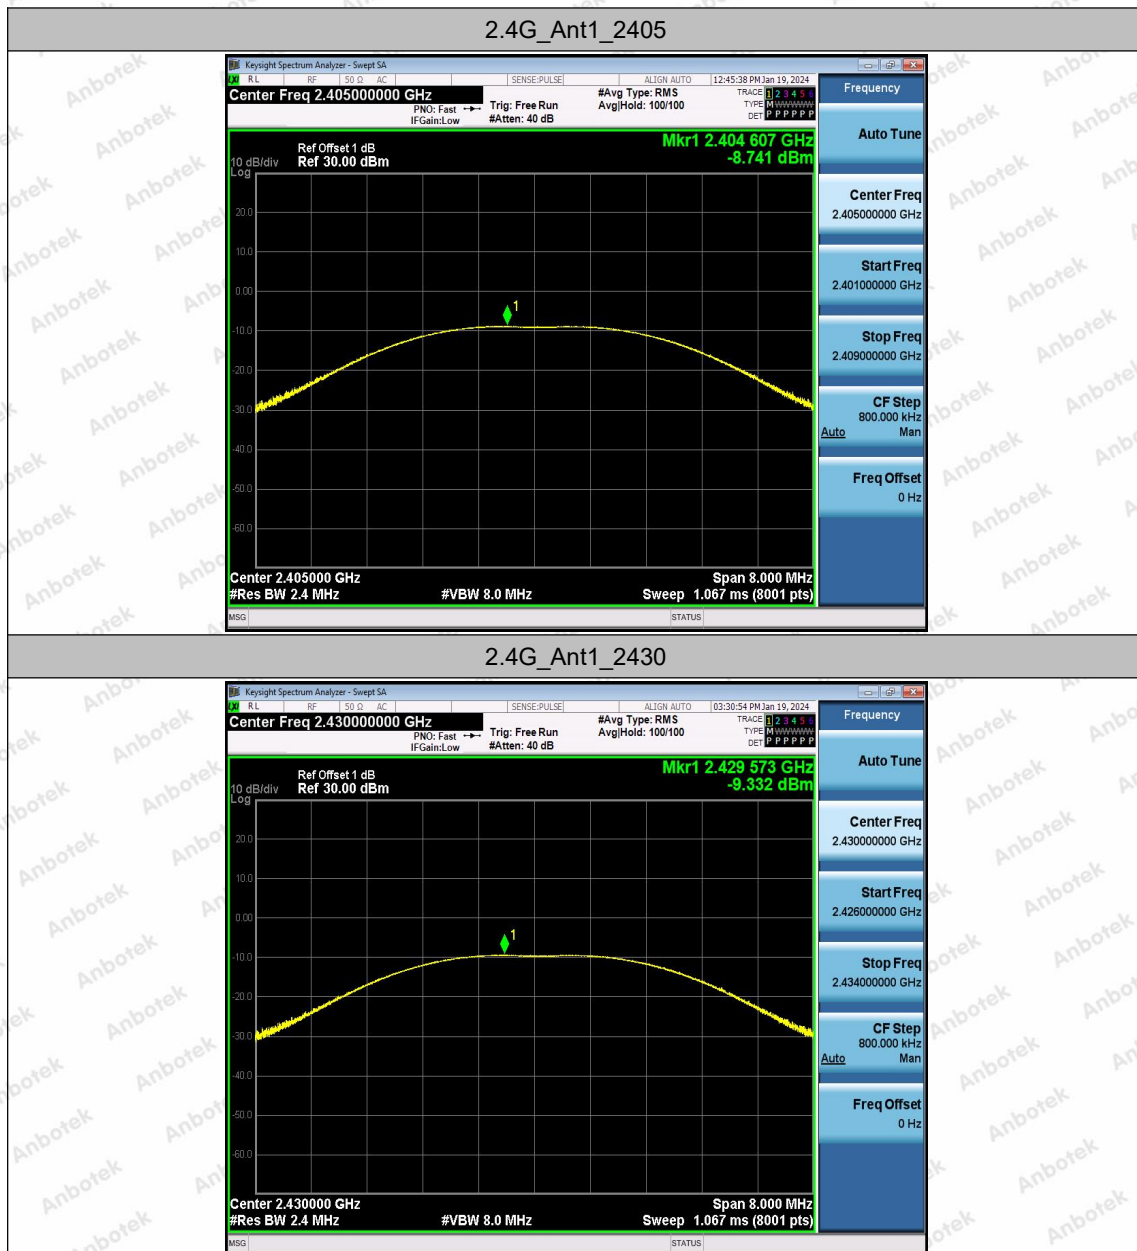 2.4G_Ant1_2405
Keysight Spectrum Analyzer - Swept SA
RL RF 50 Ω AC SENSE:PULSE ALIGN AUTO 12:45:38 PM Jan 19, 2024
Center Freq 2.405000000 GHz #Avg Type: RMS TRACE 1 2 3 4 5 6
PNO: Fast Trig: Free Run Avg|Hold: 100/100 TYPE M W W W W W
IFGain:Low #Atten: 40 dB DET P P P P P P
Frequency
Auto Tune
Mkr1 2.404 607 GHz
-8.741 dBm
Ref Offset 1 dB
10 dB/div Ref 30.00 dBm
Log
Center Freq
2.405000000 GHz
20.0
10.0
Start Freq
2.401000000 GHz
0.00
1
-10.0
Stop Freq
2.409000000 GHz
-20.0
-30.0
CF Step
800.000 kHz
Auto Man
-40.0
Freq Offset
0 Hz
-50.0
-60.0
Center 2.405000 GHz Span 8.000 MHz
#Res BW 2.4 MHz #VBW 8.0 MHz Sweep 1.067 ms (8001 pts)
MSG STATUS
2.4G_Ant1_2430
Keysight Spectrum Analyzer - Swept SA
RL RF 50 Ω AC SENSE:PULSE ALIGN AUTO 03:30:54 PM Jan 19, 2024
Center Freq 2.430000000 GHz #Avg Type: RMS TRACE 1 2 3 4 5 6
PNO: Fast Trig: Free Run Avg|Hold: 100/100 TYPE M W W W W W
IFGain:Low #Atten: 40 dB DET P P P P P P
Frequency
Auto Tune
Mkr1 2.429 573 GHz
-9.332 dBm
Ref Offset 1 dB
10 dB/div Ref 30.00 dBm
Log
Center Freq
2.430000000 GHz
20.0
10.0
Start Freq
2.426000000 GHz
0.00
1
-10.0
Stop Freq
2.434000000 GHz
-20.0
-30.0
CF Step
800.000 kHz
Auto Man
-40.0
Freq Offset
0 Hz
-50.0
-60.0
Center 2.430000 GHz Span 8.000 MHz
#Res BW 2.4 MHz #VBW 8.0 MHz Sweep 1.067 ms (8001 pts)
MSG STATUS
Anbotek